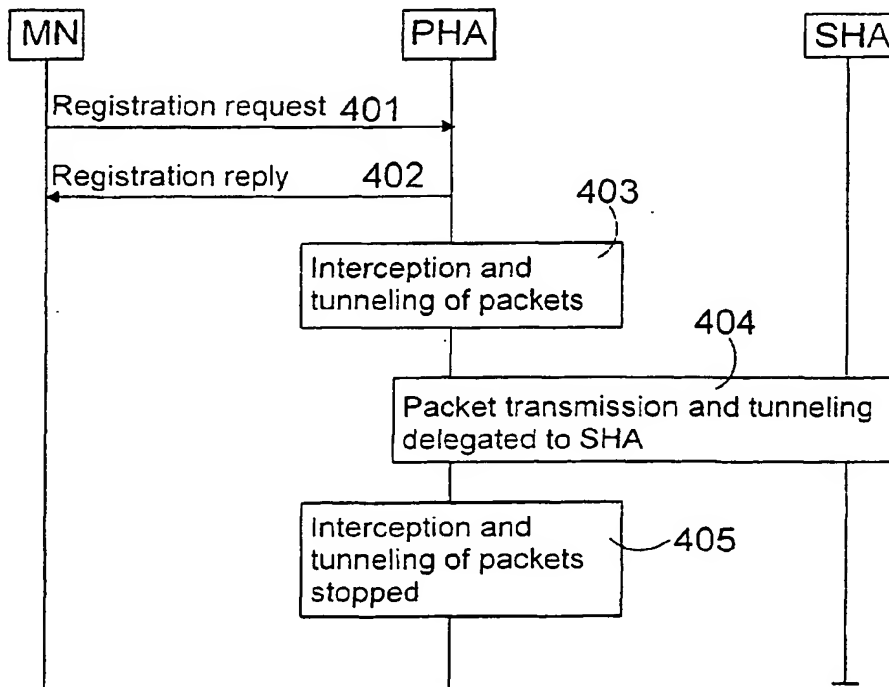 MN PHA SHA
Registration request 401
Registration reply 402
403
Interception and
tunneling of packets
404
Packet transmission and tunneling
delegated to SHA
Interception and
tunneling of packets
stopped
405